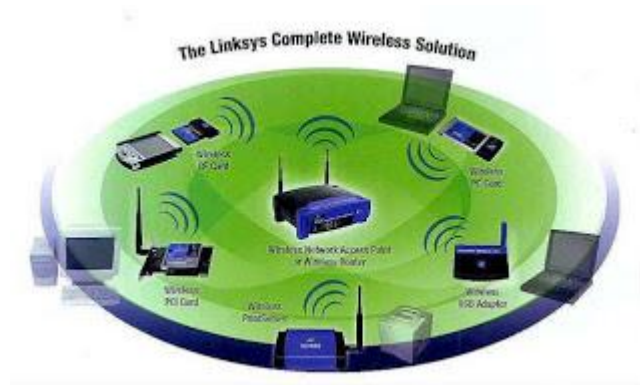 The Linksys Complete Wireless Solution
Wireless
CF Card
Wireless
PC Card
Wireless Network Access Point
or Wireless Router
Wireless
PCI Card
Wireless
USB Adapter
Wireless
PrintServer